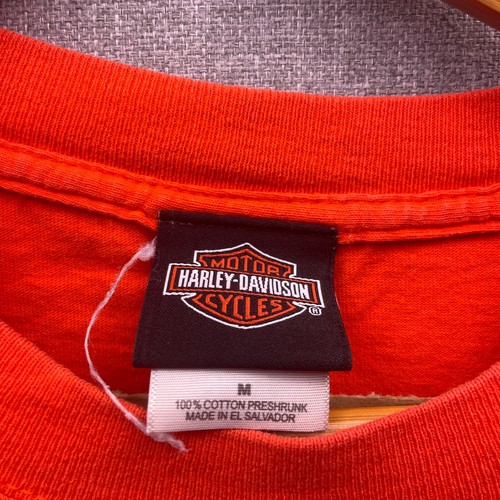 MOTOR
HARLEY-DAVIDSON
CYCLES
®
M
100% COTTON PRESHRUNK
MADE IN EL SALVADOR